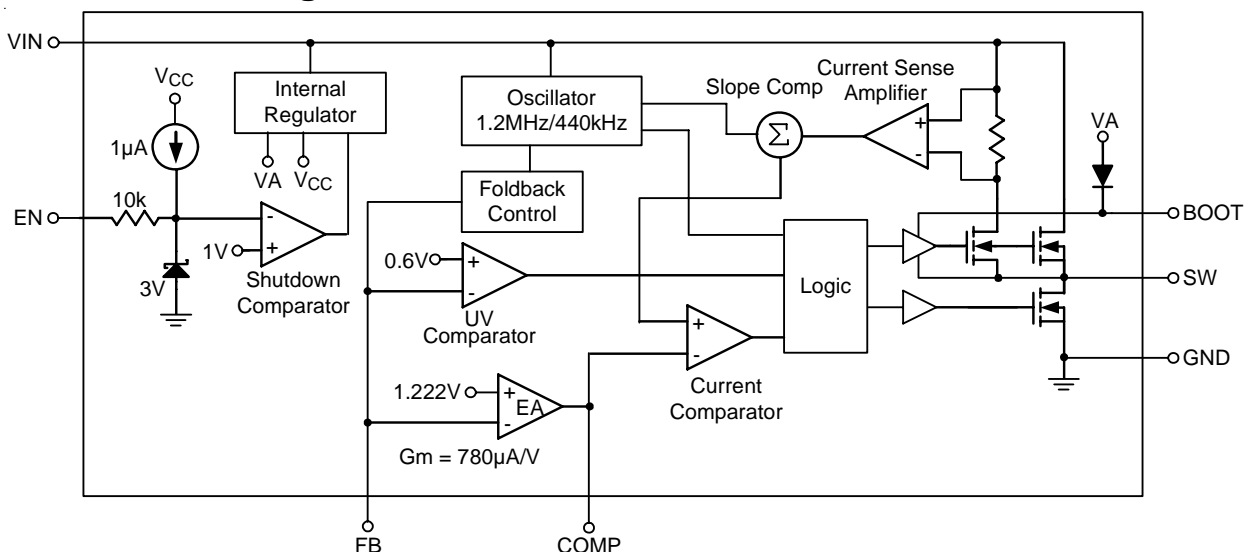 VIN
VCC
1µA
10k
EN
1V
3V
Internal
Regulator
VA
VCC
-
+
Shutdown
Comparator
Oscillator
1.2MHz/440kHz
Foldback
Control
Slope Comp
Σ
Current Sense
Amplifier
+
-
VA
BOOT
SW
GND
0.6V
+
-
UV
Comparator
Logic
+
-
Current
Comparator
1.222V
+
-
EA
Gm = 780µA/V
FB
COMP